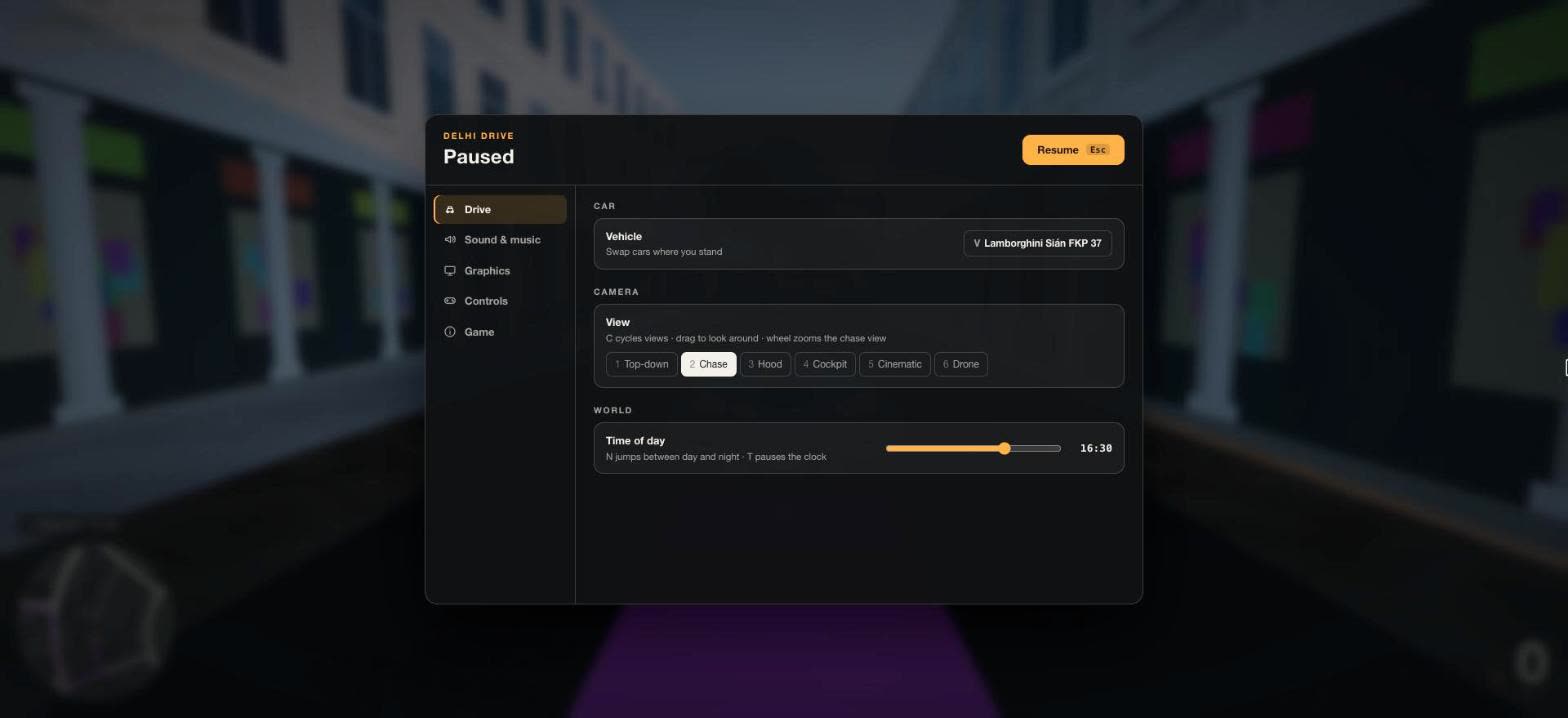 DELHI DRIVE
Paused
Resume Esc
Drive
Sound & music
Graphics
Controls
Game
CAR
Vehicle
Swap cars where you stand
V Lamborghini Sián FKP 37
CAMERA
View
C cycles views · drag to look around · wheel zooms the chase view
1 Top-down 2 Chase 3 Hood 4 Cockpit 5 Cinematic 6 Drone
WORLD
Time of day
N jumps between day and night · T pauses the clock
16:30
0